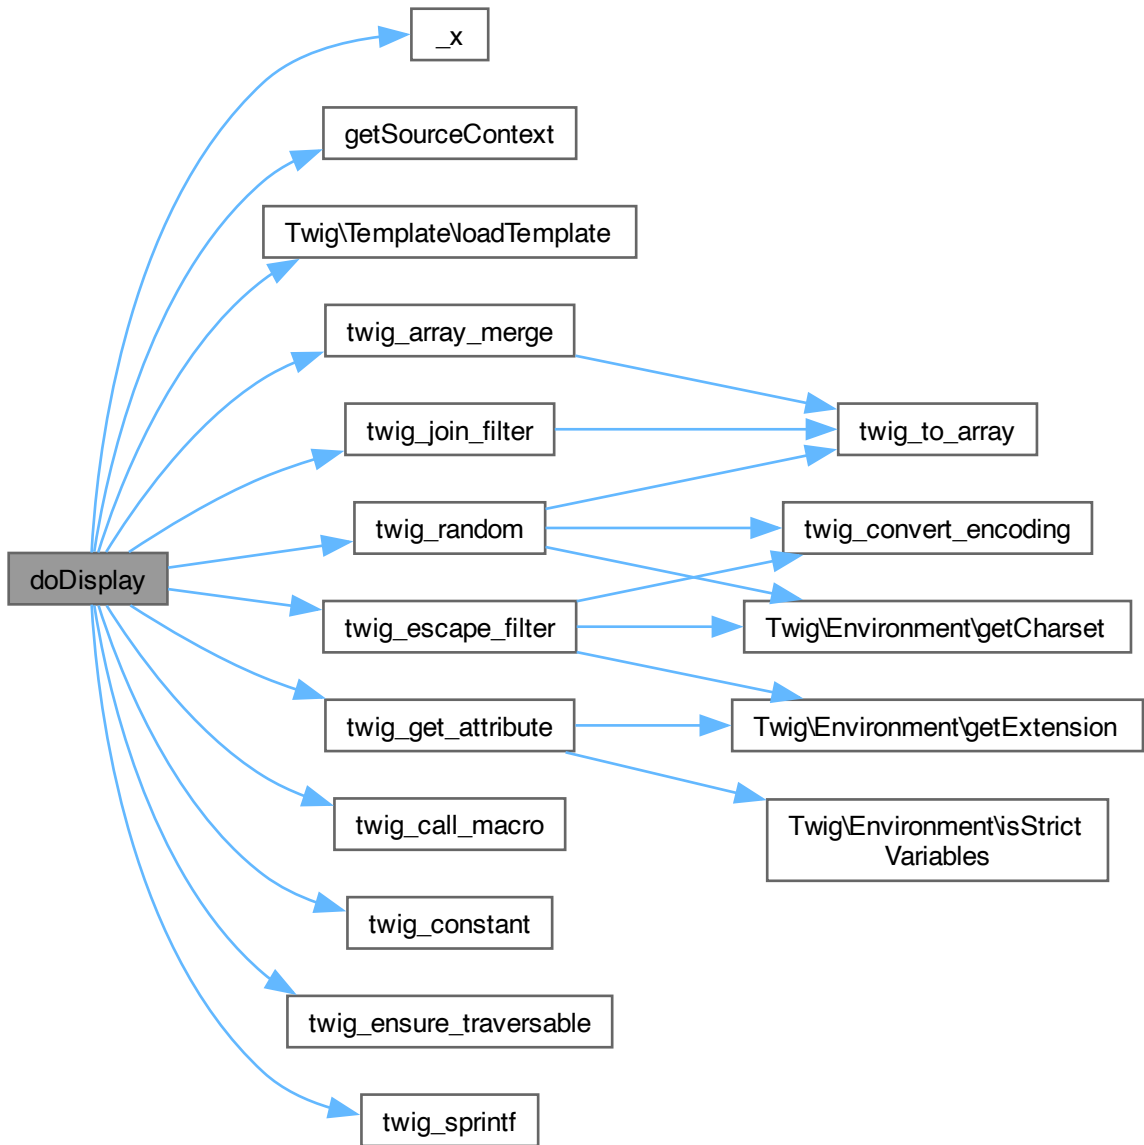 _x
getSourceContext
Twig\Template\loadTemplate
twig_array_merge
twig_join_filter
twig_to_array
twig_random
twig_convert_encoding
doDisplay
twig_escape_filter
Twig\Environment\getCharset
twig_get_attribute
Twig\Environment\getExtension
twig_call_macro
Twig\Environment\isStrict
Variables
twig_constant
twig_ensure_traversable
twig_sprintf